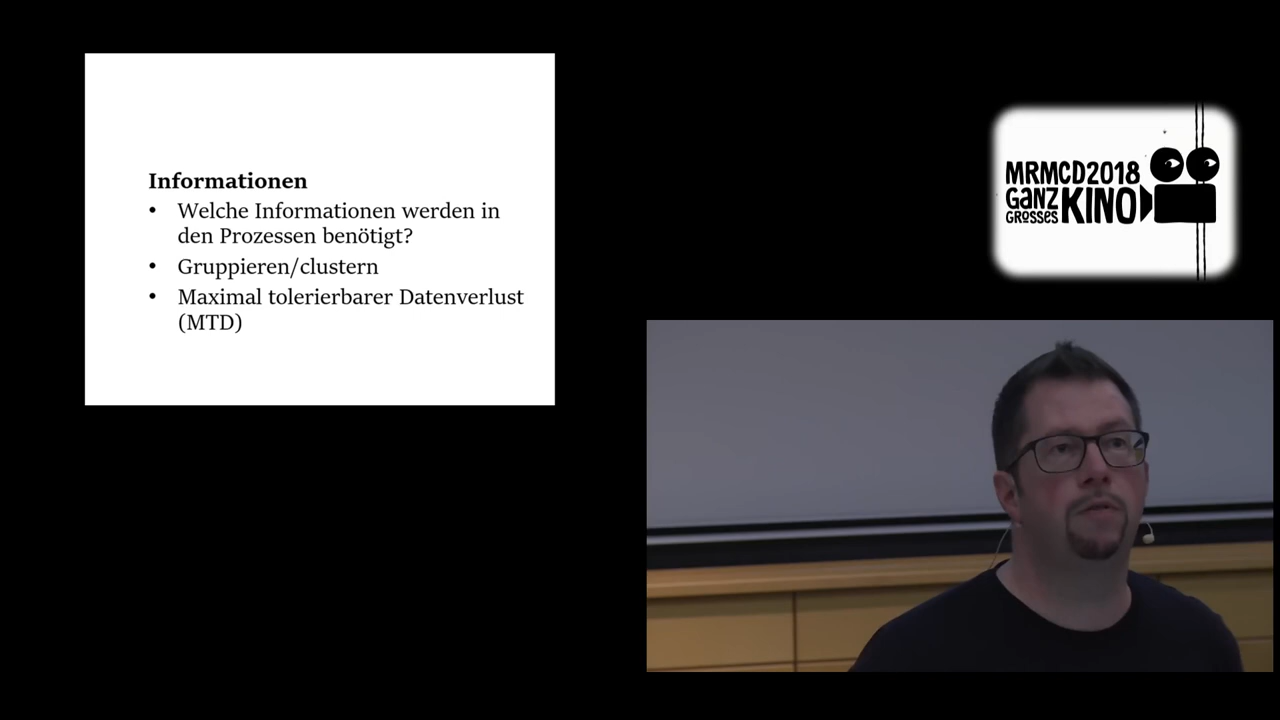 Informationen
• Welche Informationen werden in
den Prozessen benötigt?
• Gruppieren/clustern
• Maximal tolerierbarer Datenverlust
(MTD)
MRMCD2018
GANZ
GROSSES
KINO